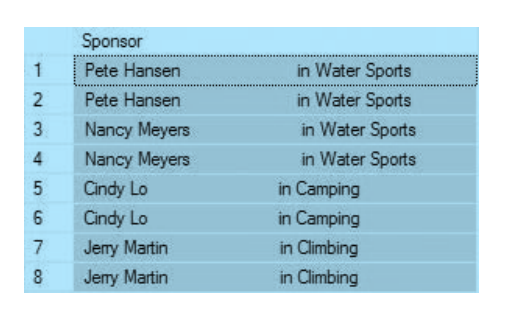 Sponsor
1 Pete Hansen in Water Sports
2 Pete Hansen in Water Sports
3 Nancy Meyers in Water Sports
4 Nancy Meyers in Water Sports
5 Cindy Lo in Camping
6 Cindy Lo in Camping
7 Jerry Martin in Climbing
8 Jerry Martin in Climbing